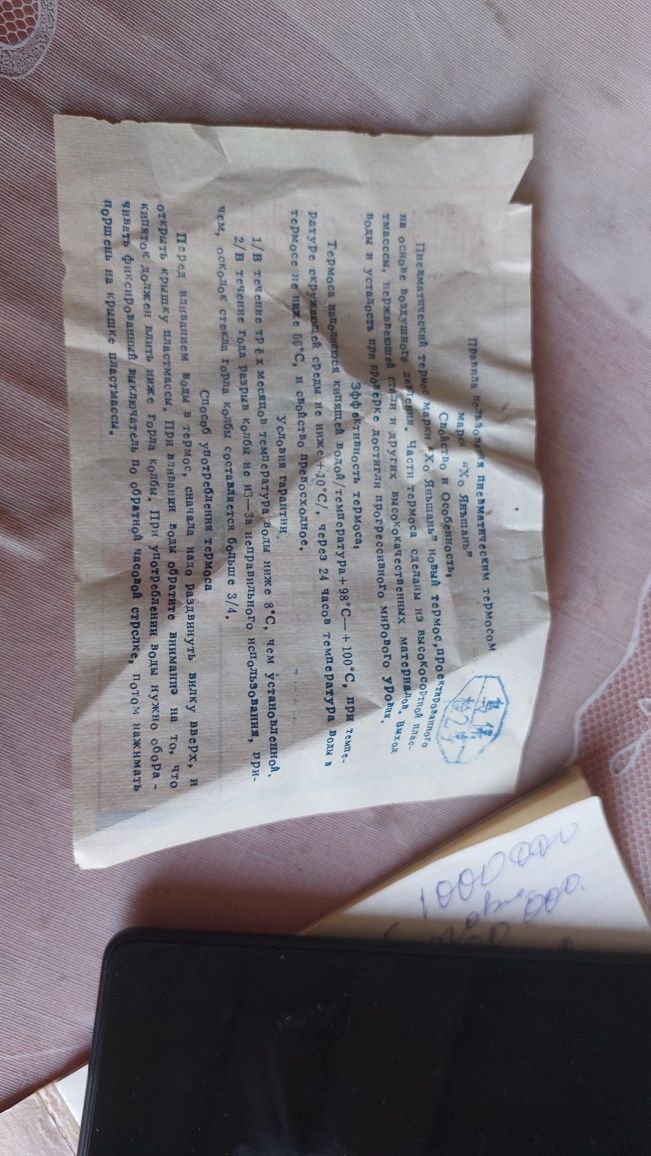 Правила пользования пневматическим термосом
марки "Хо Яньшань"
Свойство и Особенность,
Пневматический термос марки "Хо Яньшань" новый термос, проектированного
на основе воздушного давления. Части термоса сделаны из высокосортной плас-
тмассы, нержавеющей стали и других высококачественных материалов. Выход
воды и усталость при проверке достигли прогрессивного мирового уровня.
Эффективность термоса,
Термоса наполнюся кипящей водой/температура+98°C—+100°C, при темпе-
ратуре окружающей среды не ниже+10°C/, через 24 часов температура воды в
термосе не ниже 66°C, и свойство превосходное.
Условия гарантии
1/В течение трёх месяцов температура воды ниже 8°C, чем установленной.
2/В течение года разрыв колбы не из—за неправильного использования, при-
чем, осколок стекла горла колбы составляется больше 3/4.
Способ употребления термоса
Перед вливанием воды в термос, сначала надо раздвинуть вилку вверх, и
открыть крышку пластмассы. При вливании воды обратите внимание на то, что
кипяток должен влить ниже горла колбы. При употреблении воды нужно обора-
чивать фиксированный выключатель по обратной часовой стрелке, потом нажимать
поршень на крышке пластмассы.